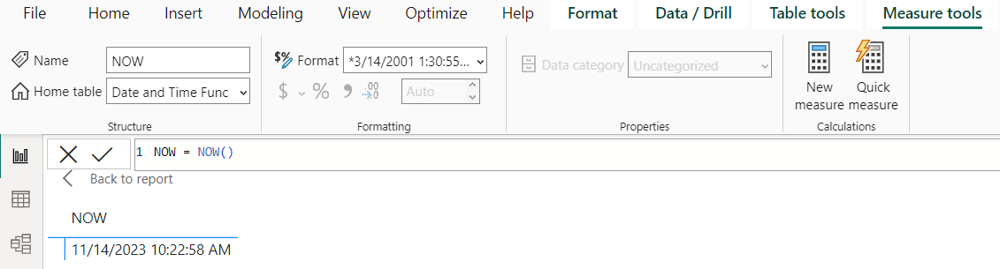 File Home Insert Modeling View Optimize Help Format Data / Drill Table tools Measure tools
Name NOW
Home table Date and Time Func
Structure
$% Format *3/14/2001 1:30:55...
$ % , .00 →.0 Auto
Formatting
Data category Uncategorized
Properties
New measure
Quick measure
Calculations
1 NOW = NOW()
Back to report
NOW
11/14/2023 10:22:58 AM